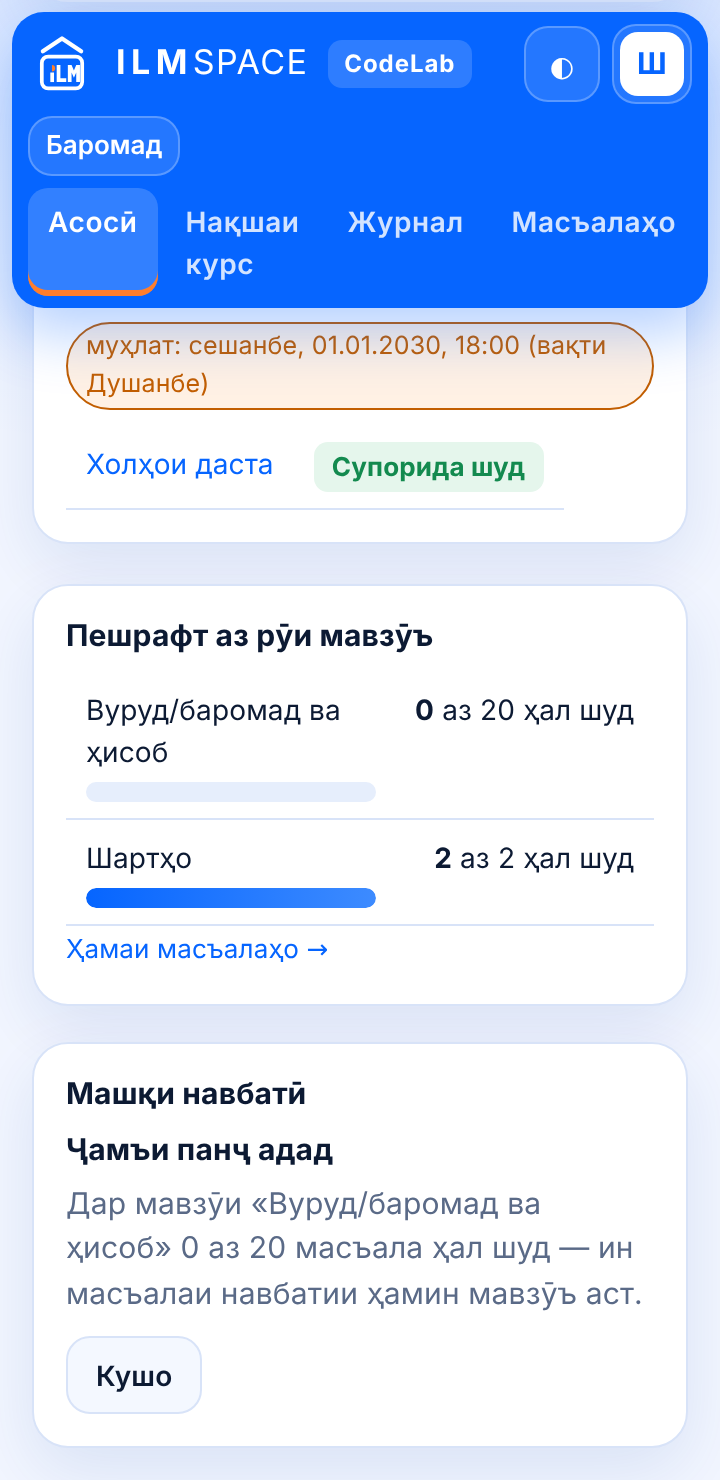 ILM
ILMSPACE CodeLab Ш
Баромад
Асосӣ Нақшаи курс Журнал Масъалаҳо
муҳлат: сешанбе, 01.01.2030, 18:00 (вақти
Душанбе)
Холҳои даста Супорида шуд
Пешрафт аз рӯи мавзӯъ
Вуруд/баромад ва 0 аз 20 ҳал шуд
ҳисоб
Шартҳо 2 аз 2 ҳал шуд
Ҳамаи масъалаҳо →
Машқи навбатӣ
Ҷамъи панҷ адад
Дар мавзӯи «Вуруд/баромад ва
ҳисоб» 0 аз 20 масъала ҳал шуд — ин
масъалаи навбатии ҳамин мавзӯъ аст.
Кушо